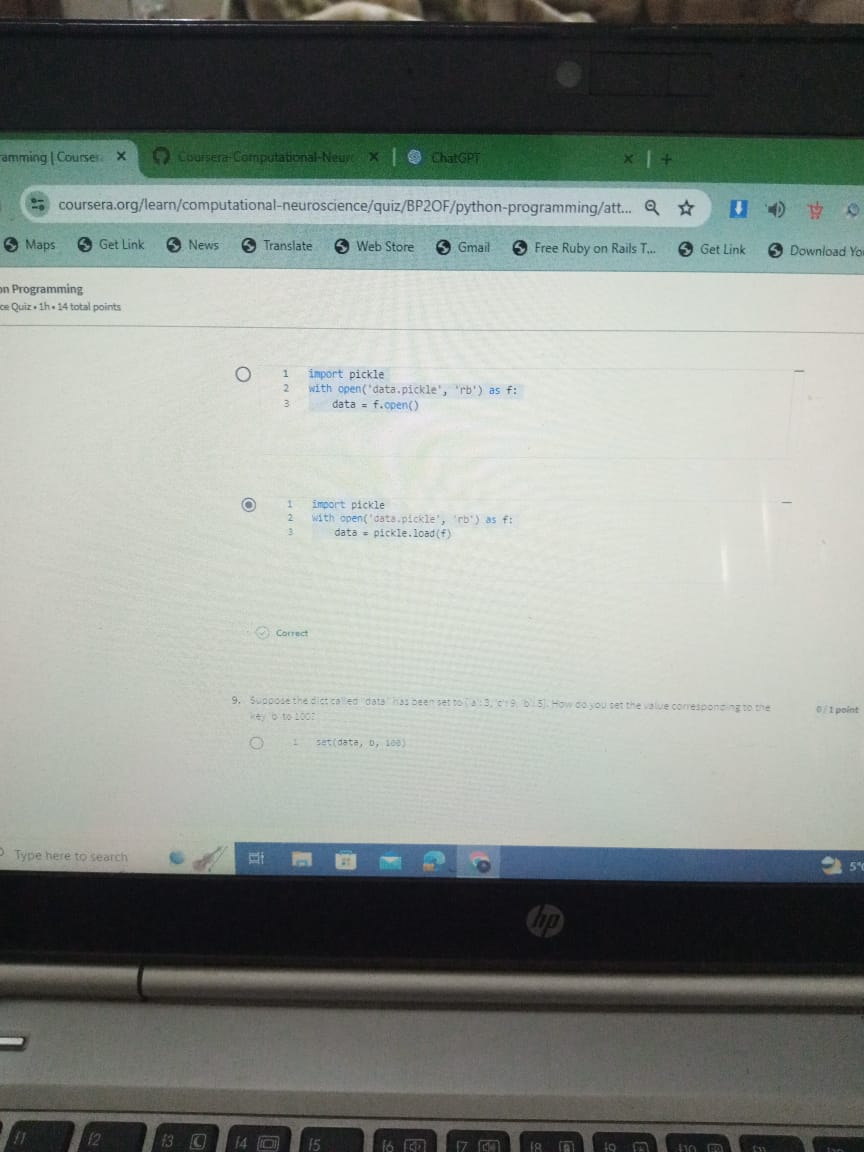 amming | Courser
Coursera-Computational-Neuro
ChatGPT
coursera.org/learn/computational-neuroscience/quiz/BP2OF/python-programming/att...
Maps
Get Link
News
Translate
Web Store
Gmail
Free Ruby on Rails T...
Get Link
Download You
on Programming
ce Quiz • 1h • 14 total points
1 import pickle
2 with open('data.pickle', 'rb') as f:
3 data = f.open()
1 import pickle
2 with open('data.pickle', 'rb') as f:
3 data = pickle.load(f)
Correct
9. Suppose the dict called 'data' has been set to {'a': 3, 'c': 9, 'b': 5}. How do you set the value corresponding to the
key 'b' to 100?
0 / 1 point
1 set(data, b, 100)
Type here to search
5°
hp
f1
f2
f3
f4
f5
f6
f7
f8
f9
f10